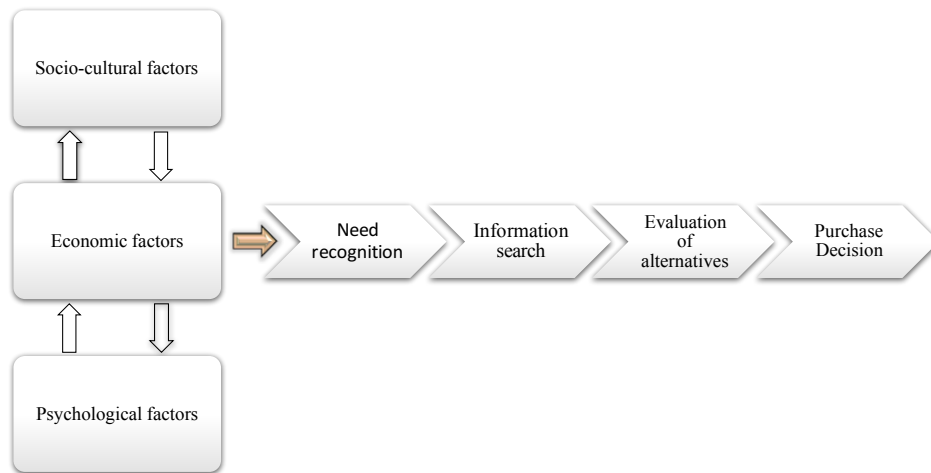 Socio-cultural factors
Economic factors
Psychological factors
Need
recognition
Information
search
Evaluation
of
alternatives
Purchase
Decision